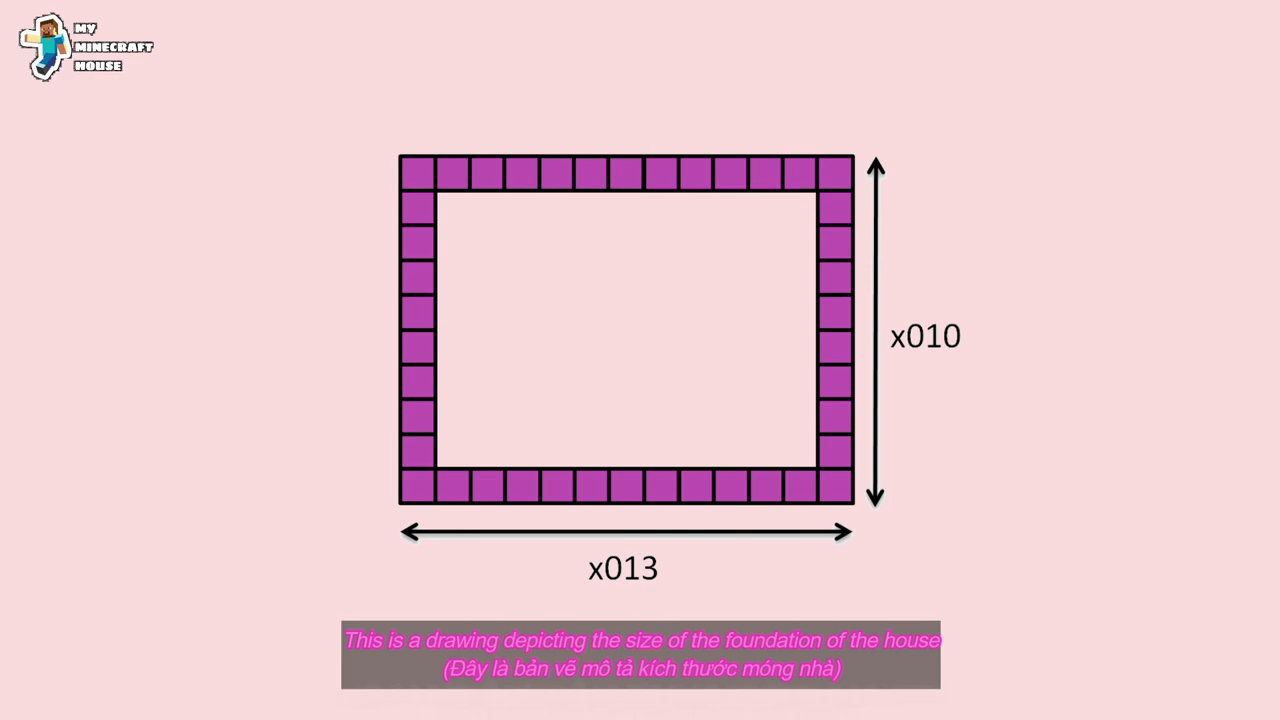 MY
MINECRAFT
HOUSE
x010
x013
This is a drawing depicting the size of the foundation of the house
(Đây là bản vẽ mô tả kích thước móng nhà)